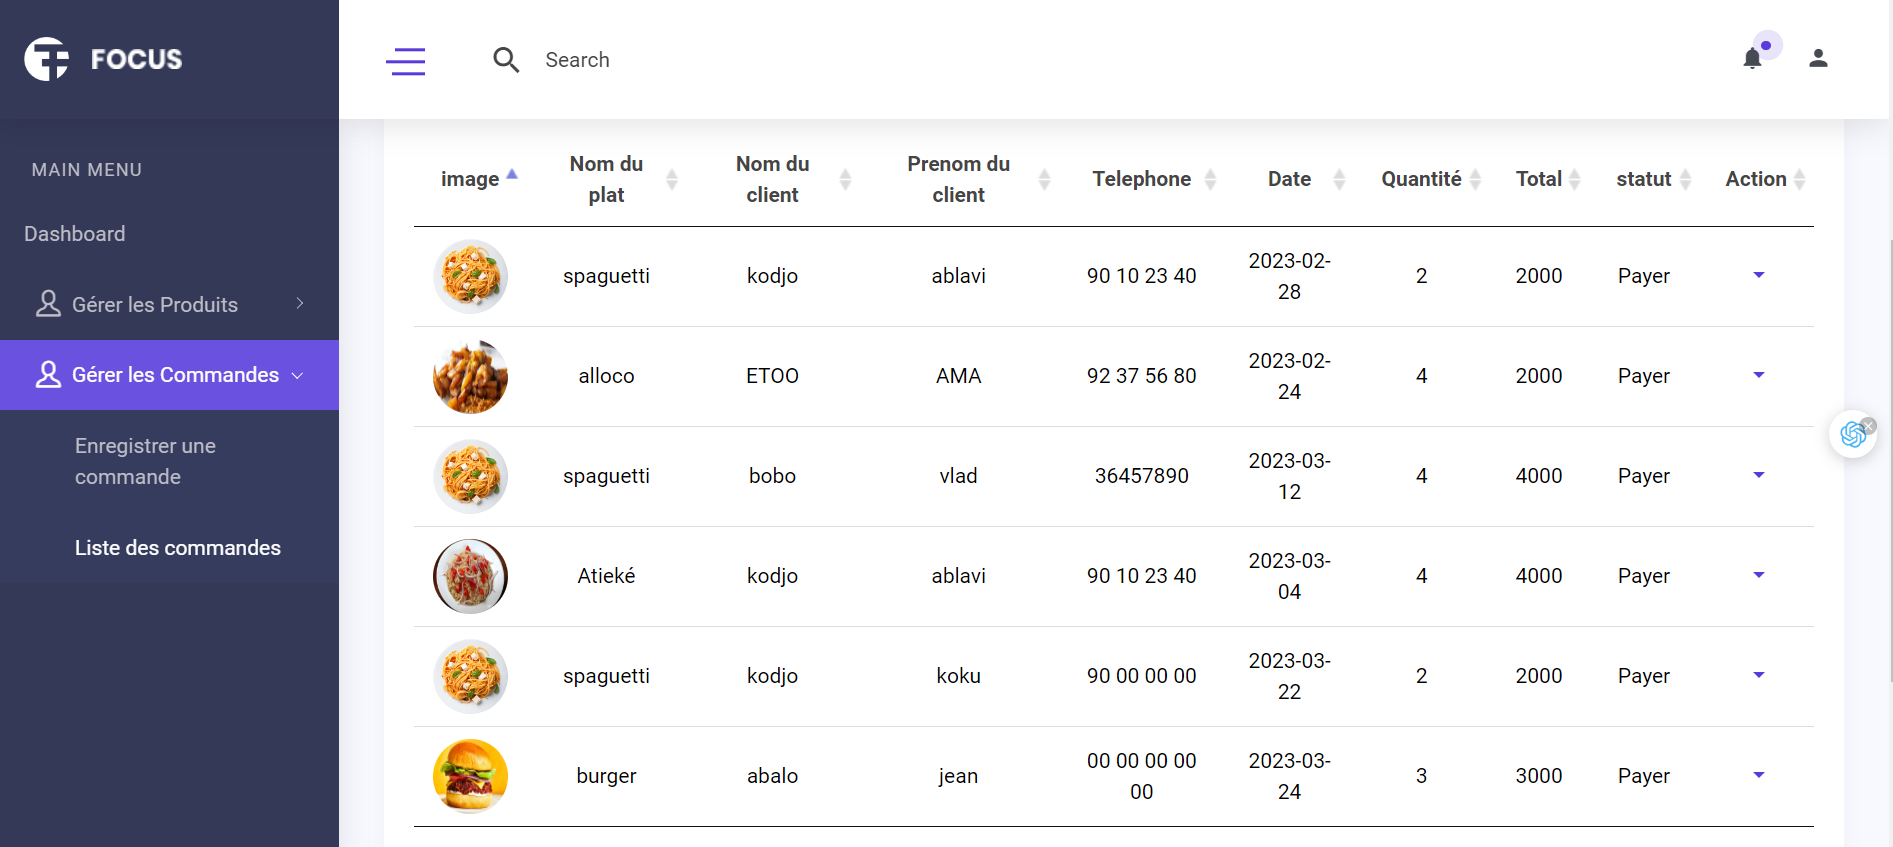 FOCUS
Search
MAIN MENU
Dashboard
Gérer les Produits
Gérer les Commandes
Enregistrer une
commande
Liste des commandes
image Nom du plat Nom du client Prenom du client Telephone Date Quantité Total statut Action
spaguetti kodjo ablavi 90 10 23 40 2023-02-28 2 2000 Payer
alloco ETOO AMA 92 37 56 80 2023-02-24 4 2000 Payer
spaguetti bobo vlad 36457890 2023-03-12 4 4000 Payer
Atieké kodjo ablavi 90 10 23 40 2023-03-04 4 4000 Payer
spaguetti kodjo koku 90 00 00 00 2023-03-22 2 2000 Payer
burger abalo jean 00 00 00 00 00 2023-03-24 3 3000 Payer